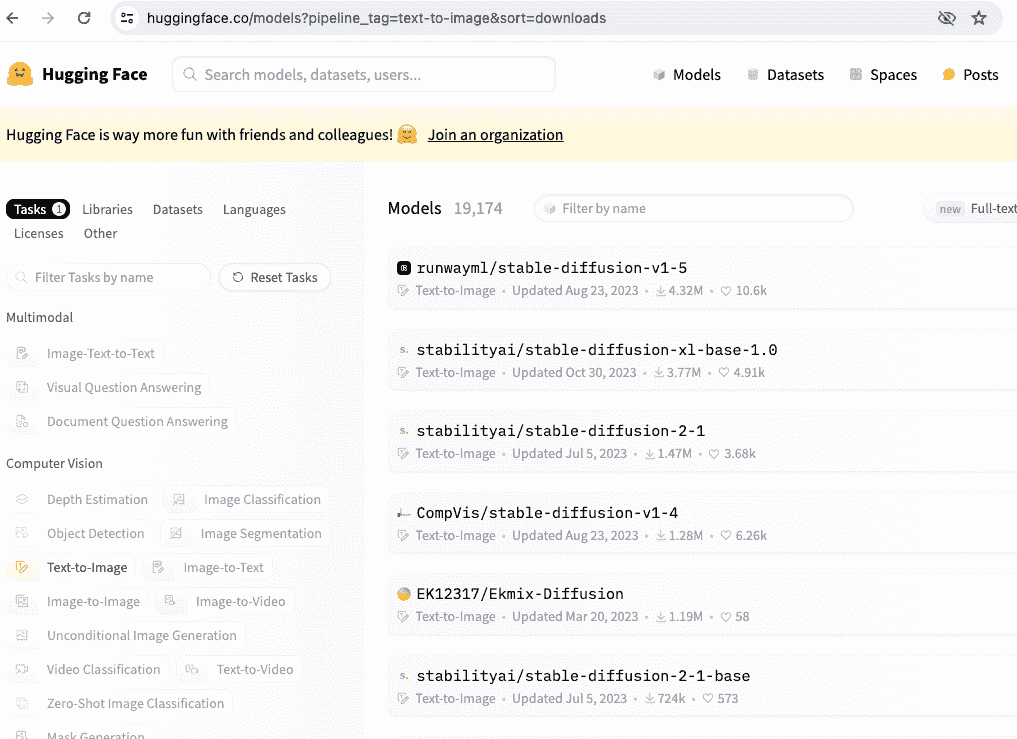 huggingface.co/models?pipeline_tag=text-to-image&sort=downloads
Hugging Face
Search models, datasets, users...
Models
Datasets
Spaces
Posts
Hugging Face is way more fun with friends and colleagues! 🤗 Join an organization
Tasks 1 Libraries Datasets Languages
Licenses Other
Filter Tasks by name
Reset Tasks
Multimodal
Image-Text-to-Text
Visual Question Answering
Document Question Answering
Computer Vision
Depth Estimation Image Classification
Object Detection Image Segmentation
Text-to-Image Image-to-Text
Image-to-Image Image-to-Video
Unconditional Image Generation
Video Classification Text-to-Video
Zero-Shot Image Classification
Mask Generation
Models 19,174
Filter by name
new Full-text
runwayml/stable-diffusion-v1-5
Text-to-Image • Updated Aug 23, 2023 • 4.32M • 10.6k
s. stabilityai/stable-diffusion-xl-base-1.0
Text-to-Image • Updated Oct 30, 2023 • 3.77M • 4.91k
s. stabilityai/stable-diffusion-2-1
Text-to-Image • Updated Jul 5, 2023 • 1.47M • 3.68k
CompVis/stable-diffusion-v1-4
Text-to-Image • Updated Aug 23, 2023 • 1.28M • 6.26k
EK12317/Ekmix-Diffusion
Text-to-Image • Updated Mar 20, 2023 • 1.19M • 58
s. stabilityai/stable-diffusion-2-1-base
Text-to-Image • Updated Jul 5, 2023 • 724k • 573